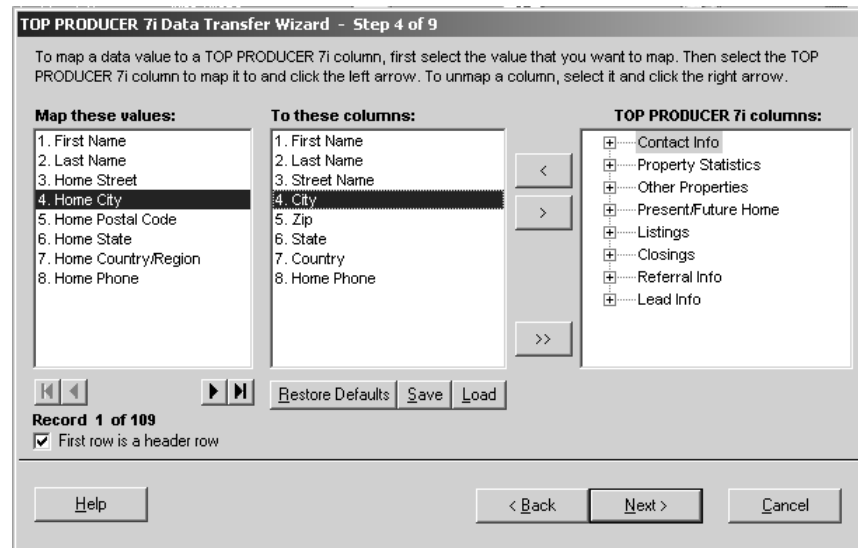 TOP PRODUCER 7i Data Transfer Wizard - Step 4 of 9
To map a data value to a TOP PRODUCER 7i column, first select the value that you want to map. Then select the TOP
PRODUCER 7i column to map it to and click the left arrow. To unmap a column, select it and click the right arrow.
Map these values:
1. First Name
2. Last Name
3. Home Street
4. Home City
5. Home Postal Code
6. Home State
7. Home Country/Region
8. Home Phone
To these columns:
1. First Name
2. Last Name
3. Street Name
4. City
5. Zip
6. State
7. Country
8. Home Phone
<
>
>>
TOP PRODUCER 7i columns:
Contact Info
Property Statistics
Other Properties
Present/Future Home
Listings
Closings
Referral Info
Lead Info
Restore Defaults Save Load
Record 1 of 109
First row is a header row
Help < Back Next > Cancel